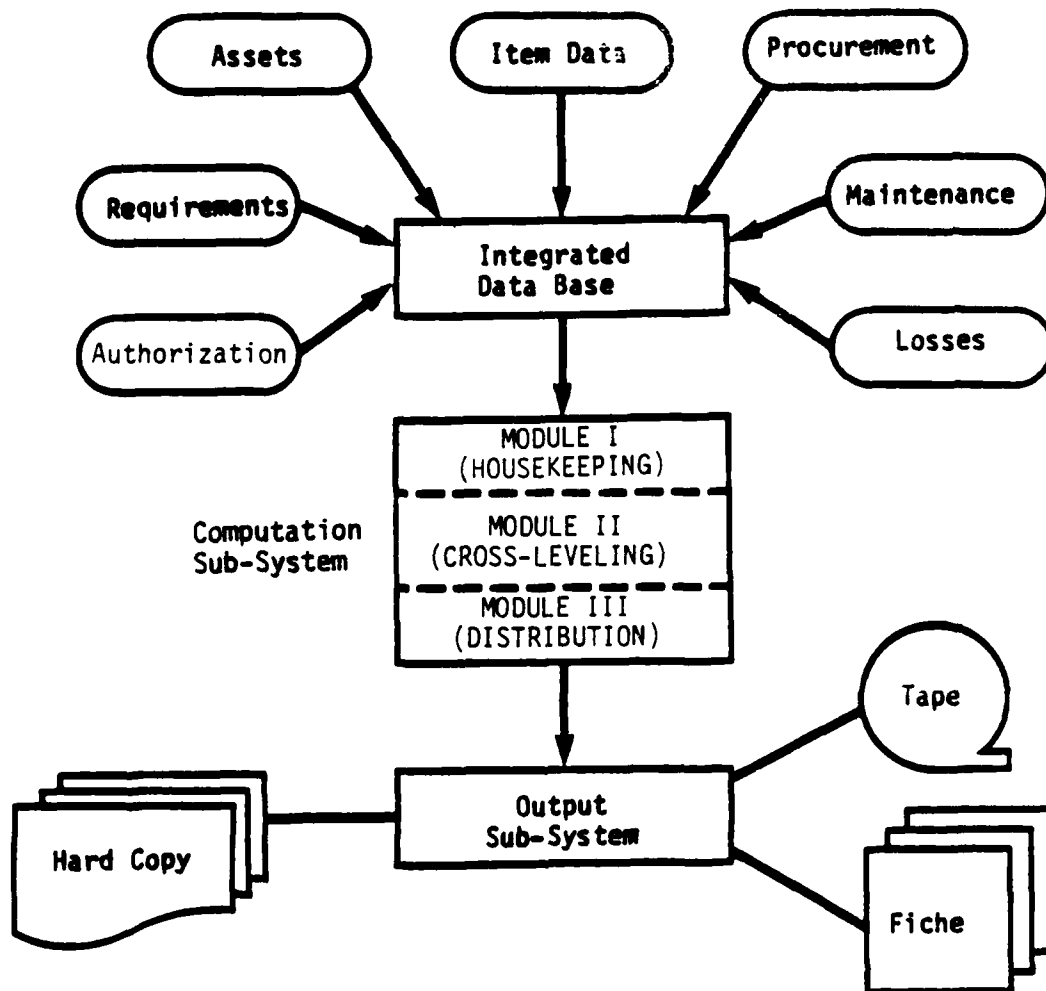 Assets
Item Data
Procurement
Requirements
Maintenance
Integrated
Data Base
Authorization
Losses
MODULE I
(HOUSEKEEPING)
Computation
Sub-System
MODULE II
(CROSS-LEVELING)
MODULE III
(DISTRIBUTION)
Tape
Output
Sub-System
Hard Copy
Fiche